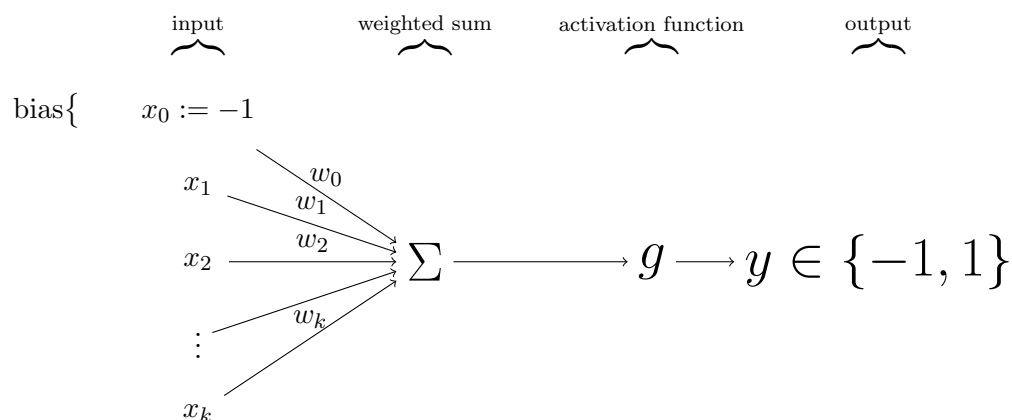 input weighted sum activation function output
bias{ x₀ := −1
w₀
x₁ w₁
w₂
x₂ ∑ g y ∈ {−1, 1}
w_k
⋮
x_k